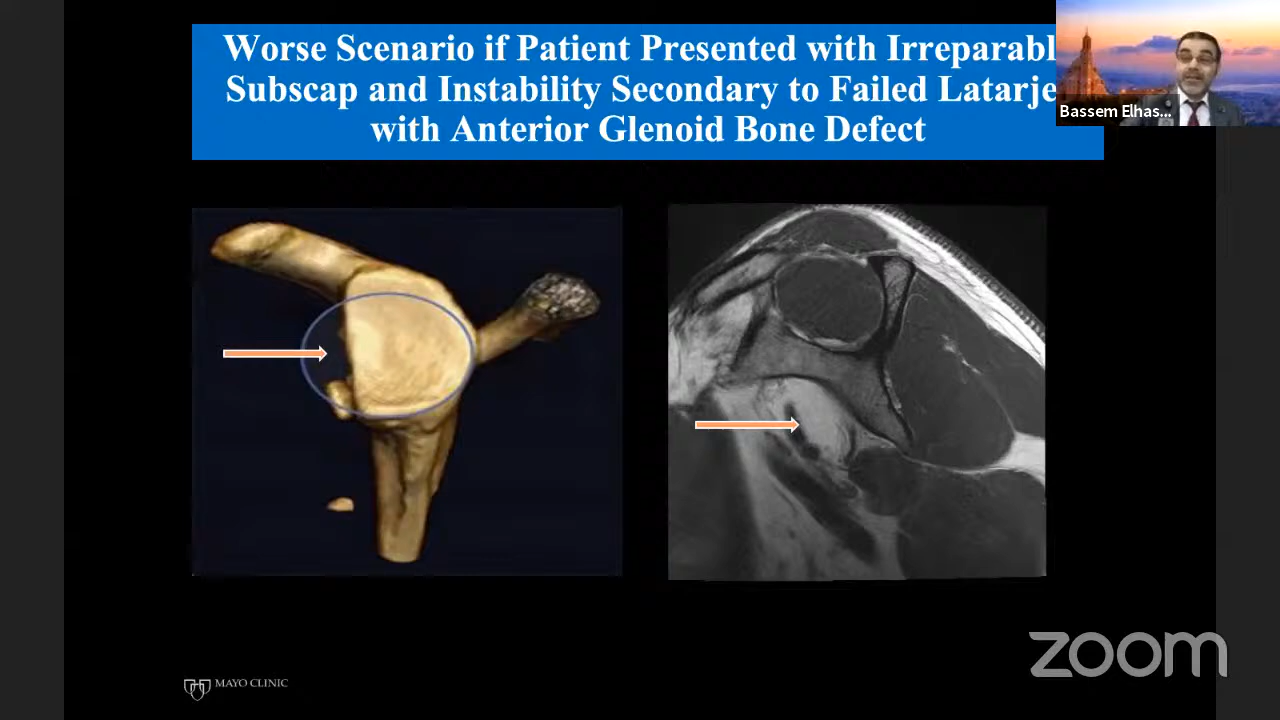 Worse Scenario if Patient Presented with Irreparabl
Subscap and Instability Secondary to Failed Latarje
with Anterior Glenoid Bone Defect
Bassem Elhas...
MAYO CLINIC
zoom